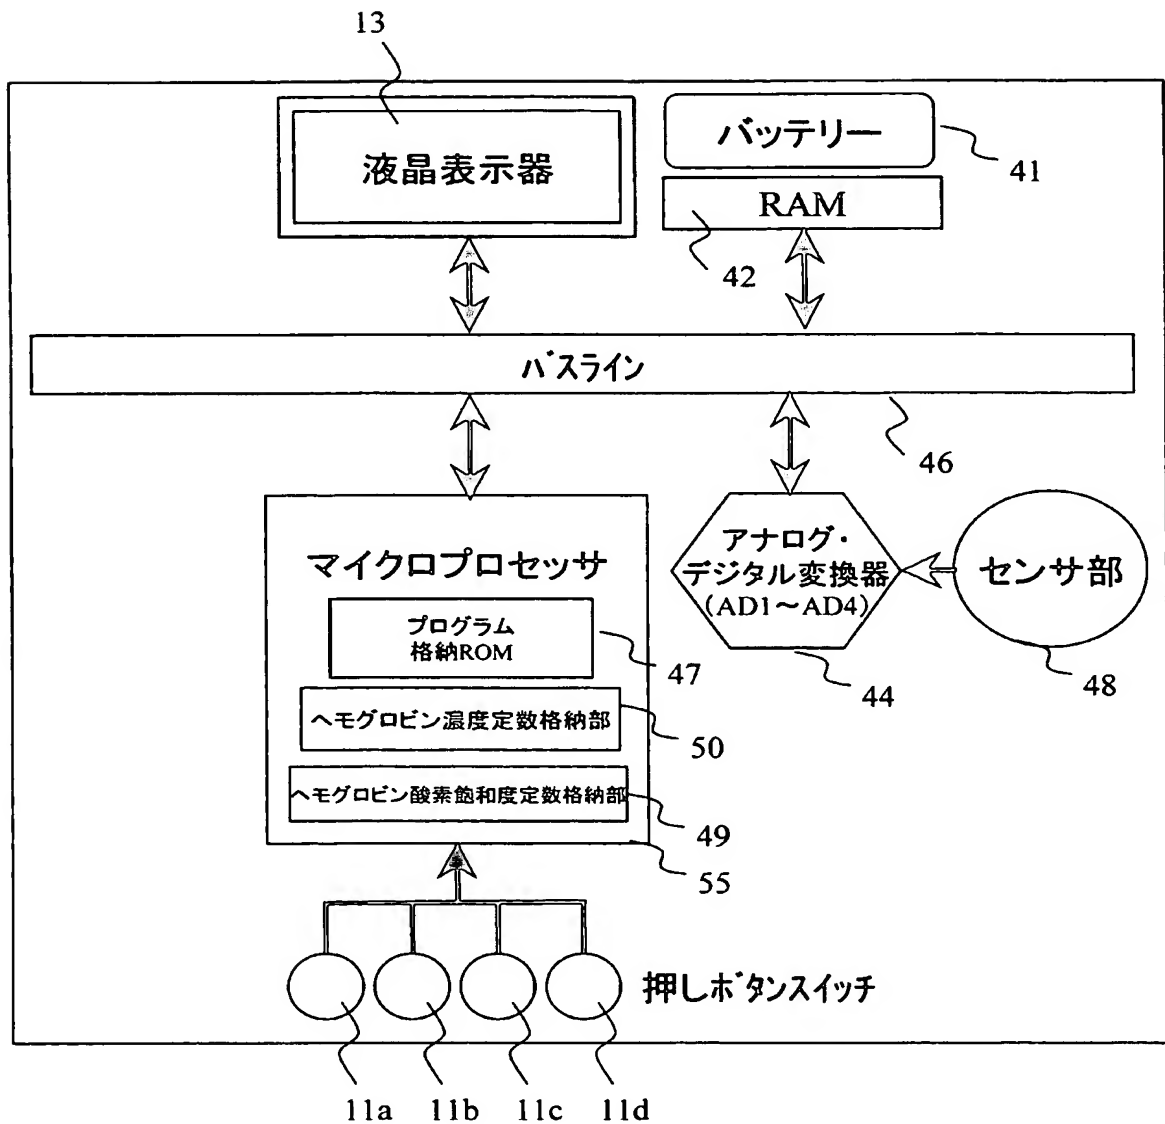 13
液晶表示器
バッテリー
41
RAM
42
バスライン
46
マイクロプロセッサ
プログラム
格納ROM
47
ヘモグロビン濃度定数格納部
50
ヘモグロビン酸素飽和度定数格納部
49
55
アナログ・
デジタル変換器
(AD1～AD4)
44
センサ部
48
押しボタンスイッチ
11a
11b
11c
11d